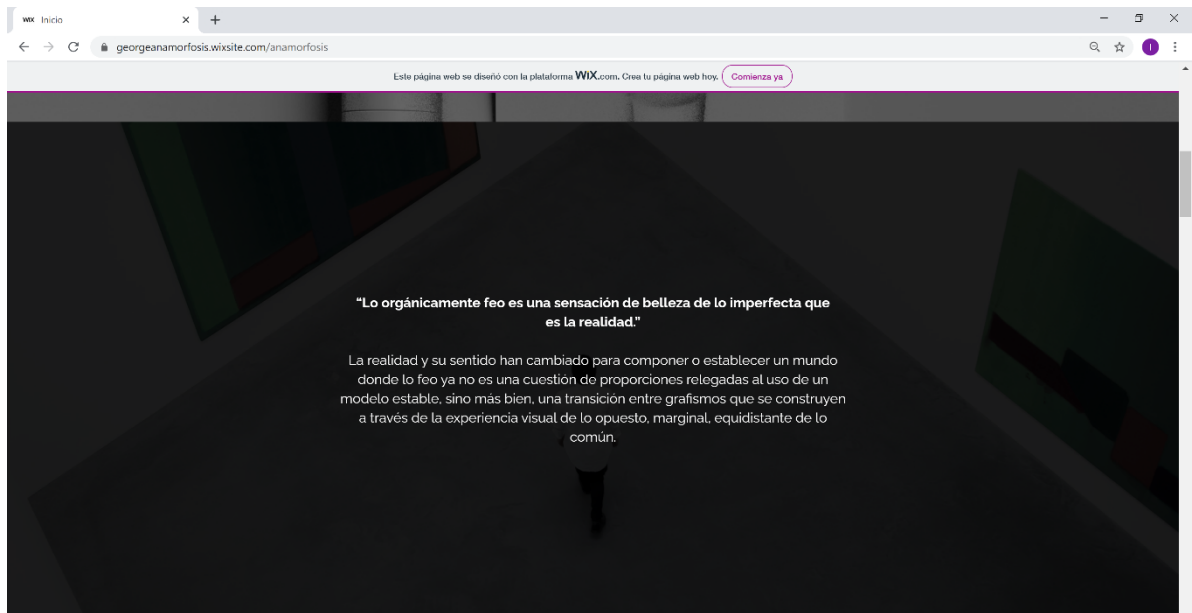 WiX Inicio
georgeanamorfosis.wixsite.com/anamorfosis
I
Este página web se diseñó con la plataforma WiX.com. Crea tu página web hoy. Comienza ya
“Lo orgánicamente feo es una sensación de belleza de lo imperfecta que
es la realidad.”
La realidad y su sentido han cambiado para componer o establecer un mundo
donde lo feo ya no es una cuestión de proporciones relegadas al uso de un
modelo estable, sino más bien, una transición entre grafismos que se construyen
a través de la experiencia visual de lo opuesto, marginal, equidistante de lo
común.